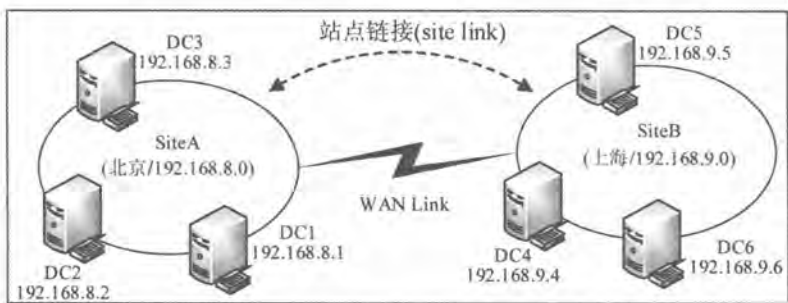 站点链接(site link)
DC3
192.168.8.3
DC5
192.168.9.5
SiteA
(北京/192.168.8.0)
SiteB
(上海/192.168.9.0)
WAN Link
DC1
192.168.8.1
DC2
192.168.8.2
DC4
192.168.9.4
DC6
192.168.9.6